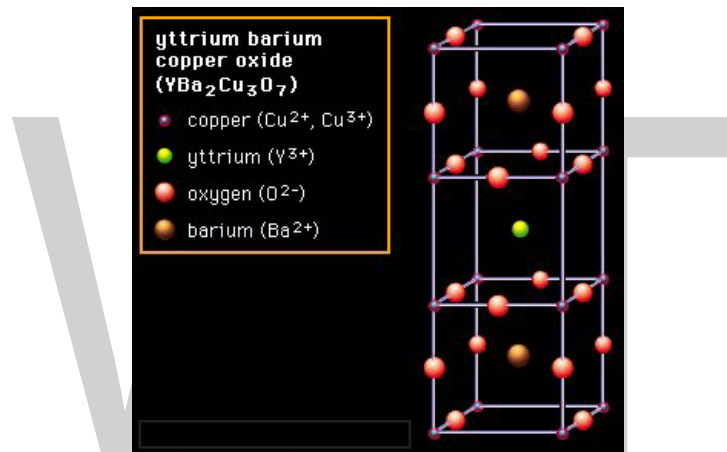 yttrium barium
copper oxide
(YBa₂Cu₃O₇)
copper (Cu²⁺, Cu³⁺)
yttrium (Y³⁺)
oxygen (O²⁻)
barium (Ba²⁺)